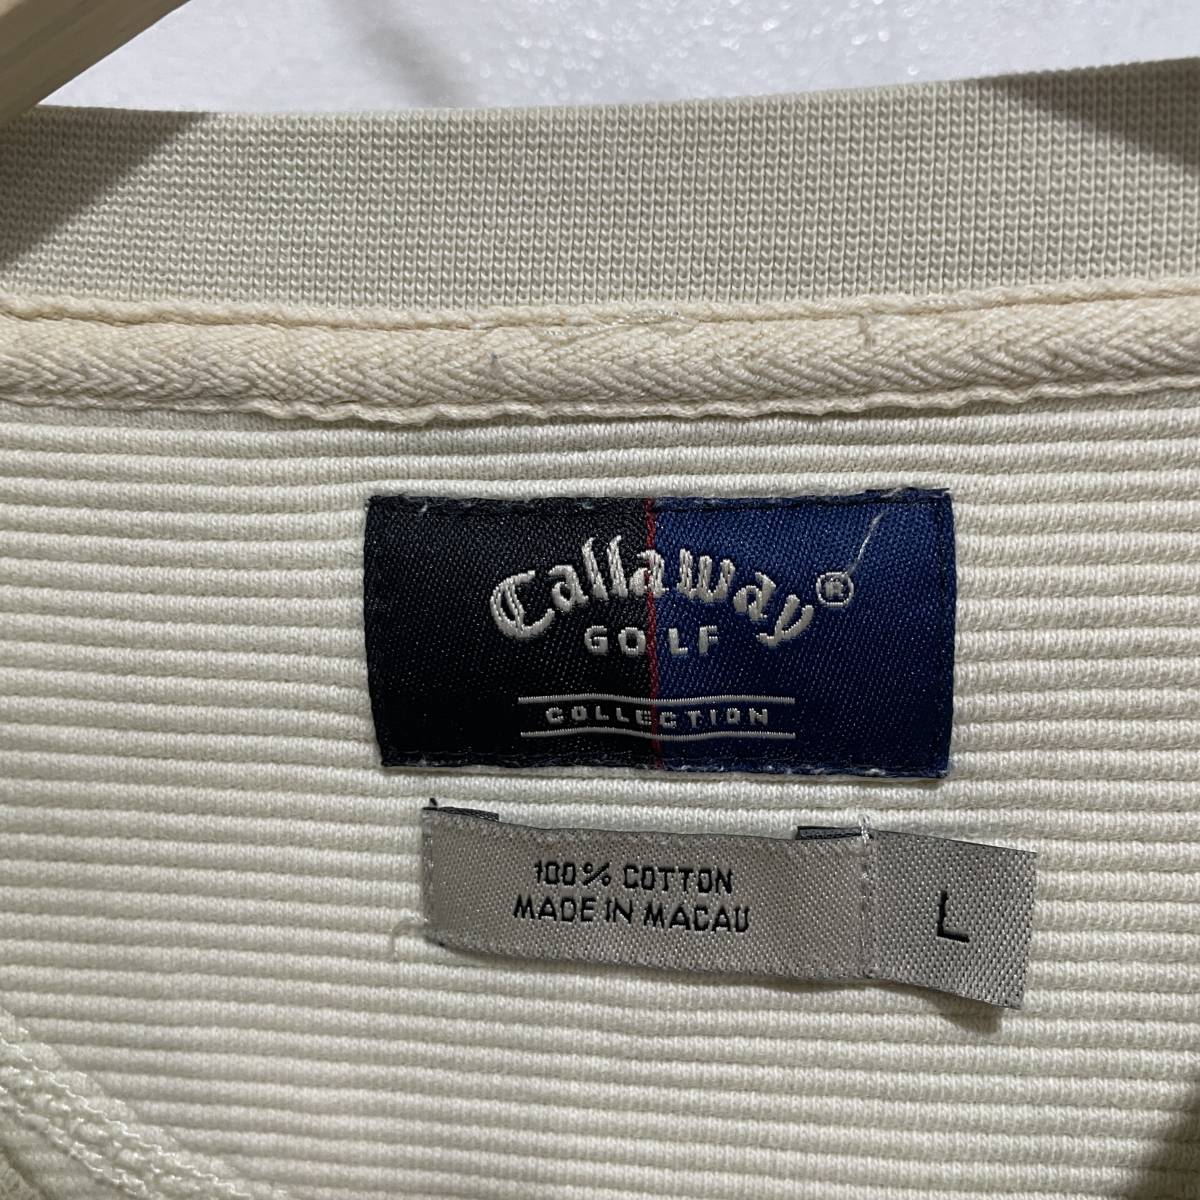 Callaway®
GOLF
COLLECTION
100% COTTON
MADE IN MACAU
L